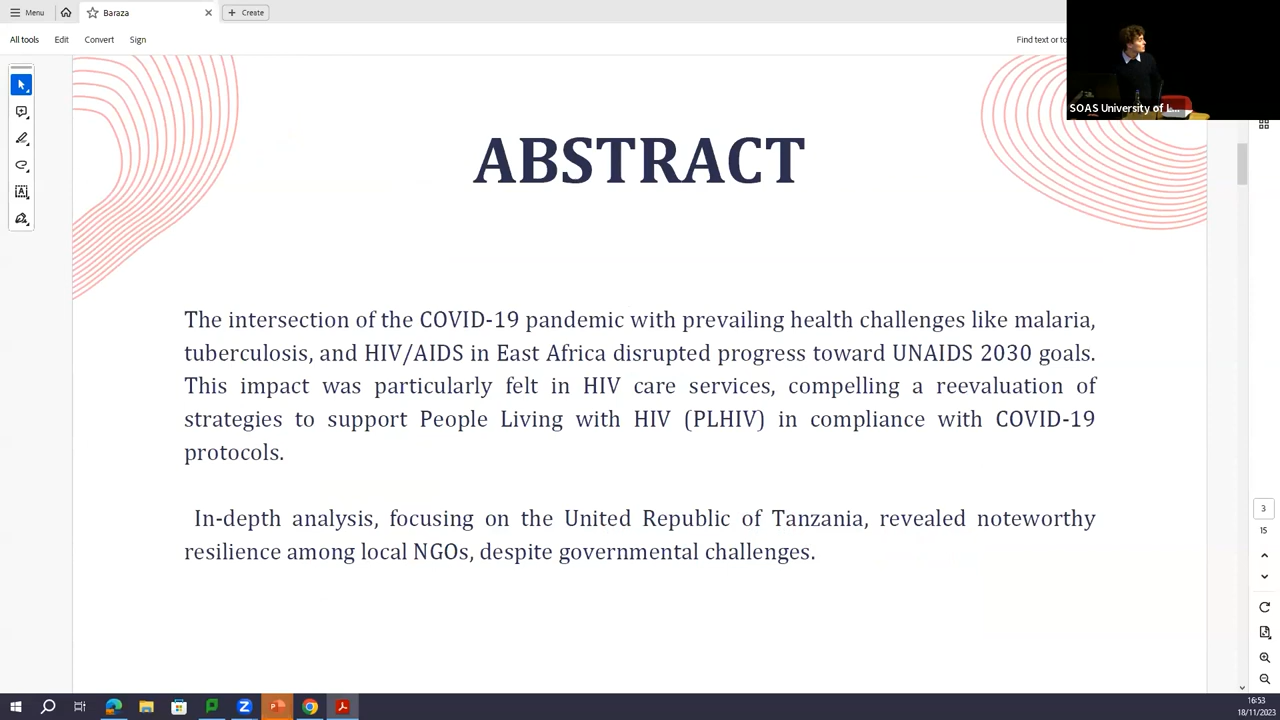 Menu
Baraza
Create
All tools
Edit
Convert
Sign
Find text or to
SOAS University of L...
ABSTRACT
The intersection of the COVID-19 pandemic with prevailing health challenges like malaria,
tuberculosis, and HIV/AIDS in East Africa disrupted progress toward UNAIDS 2030 goals.
This impact was particularly felt in HIV care services, compelling a reevaluation of
strategies to support People Living with HIV (PLHIV) in compliance with COVID-19
protocols.
In-depth analysis, focusing on the United Republic of Tanzania, revealed noteworthy
resilience among local NGOs, despite governmental challenges.
3
15
16:53
18/11/2023